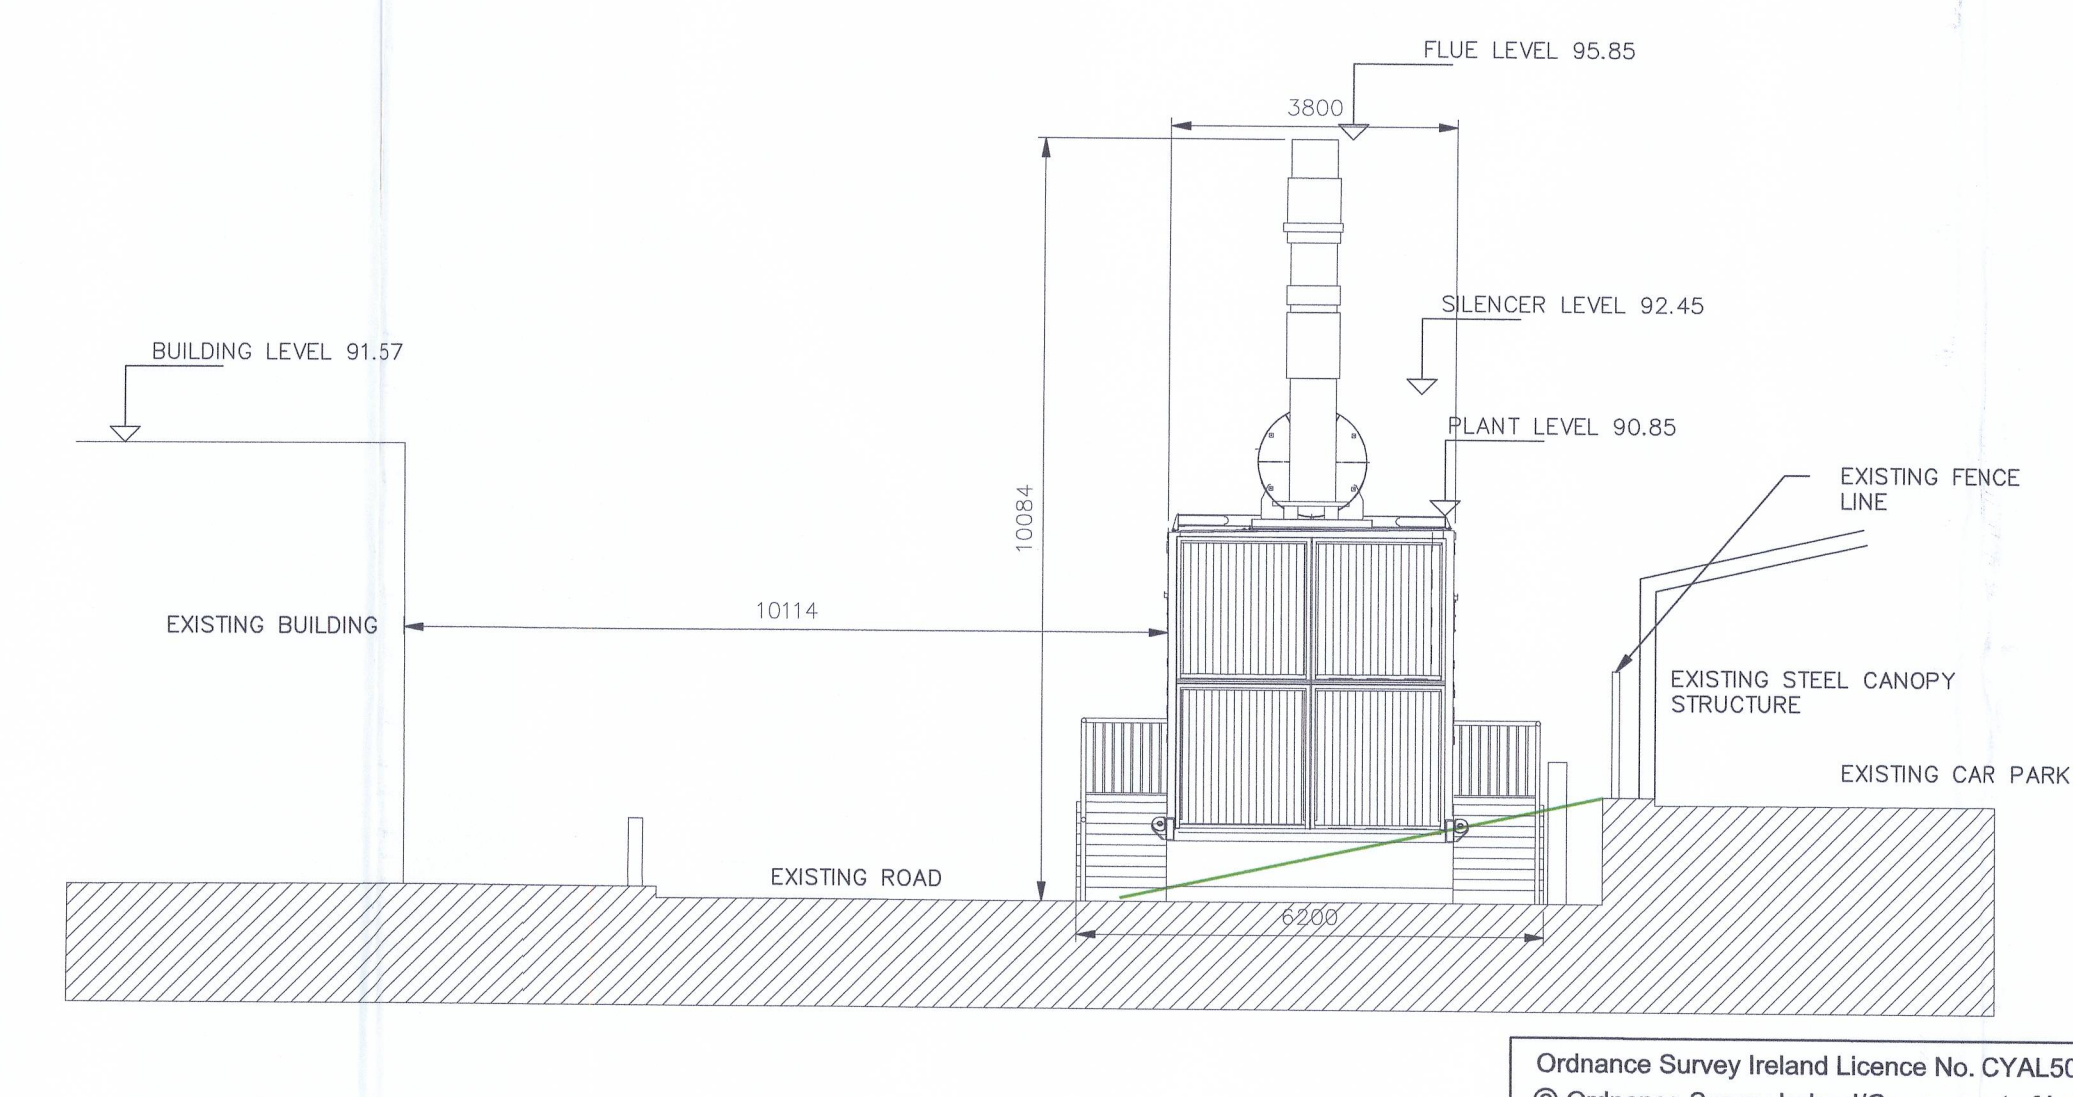 FLUE LEVEL 95.85
3800
SILENCER LEVEL 92.45
BUILDING LEVEL 91.57
PLANT LEVEL 90.85
EXISTING FENCE
LINE
10084
10114
EXISTING BUILDING
EXISTING STEEL CANOPY
STRUCTURE
EXISTING CAR PARK
EXISTING ROAD
6200
Ordnance Survey Ireland Licence No. CYAL50